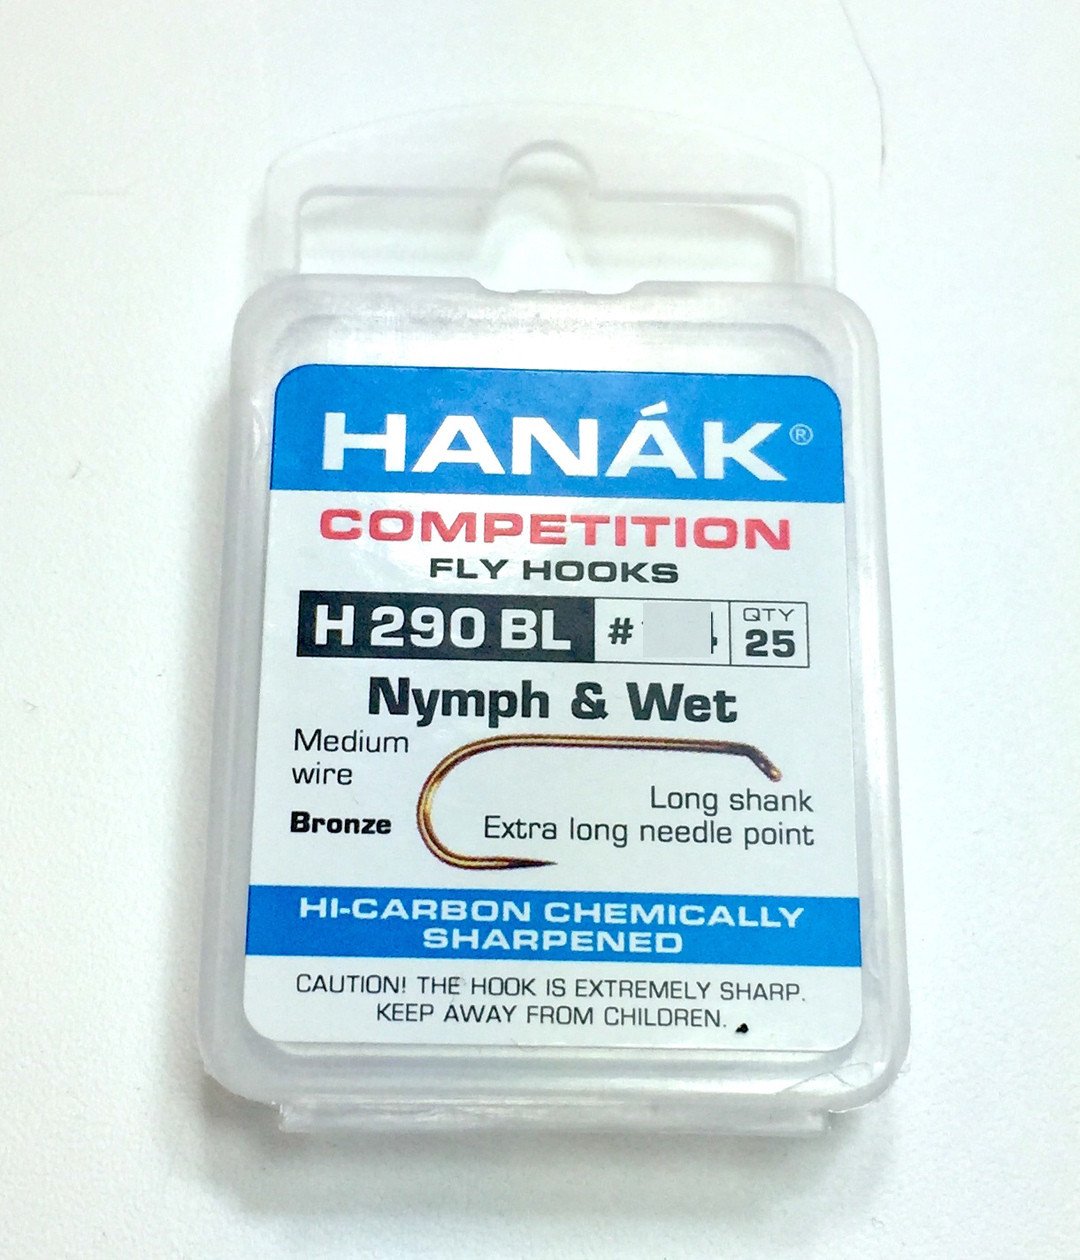 HANÁK®
COMPETITION
FLY HOOKS
H 290 BL # QTY 25
Nymph & Wet
Medium wire
Bronze
Long shank
Extra long needle point
HI-CARBON CHEMICALLY
SHARPENED
CAUTION! THE HOOK IS EXTREMELY SHARP.
KEEP AWAY FROM CHILDREN.